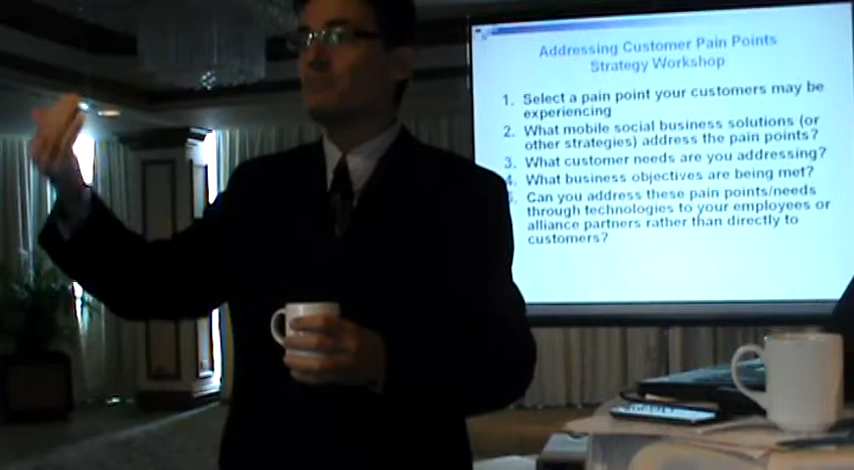 Addressing Customer Pain Points
Strategy Workshop
1. Select a pain point your customers may be
experiencing
2. What mobile social business solutions (or
other strategies) address the pain points?
3. What customer needs are you addressing?
4. What business objectives are being met?
5. Can you address these pain points/needs
through technologies to your employees or
alliance partners rather than directly to
customers?